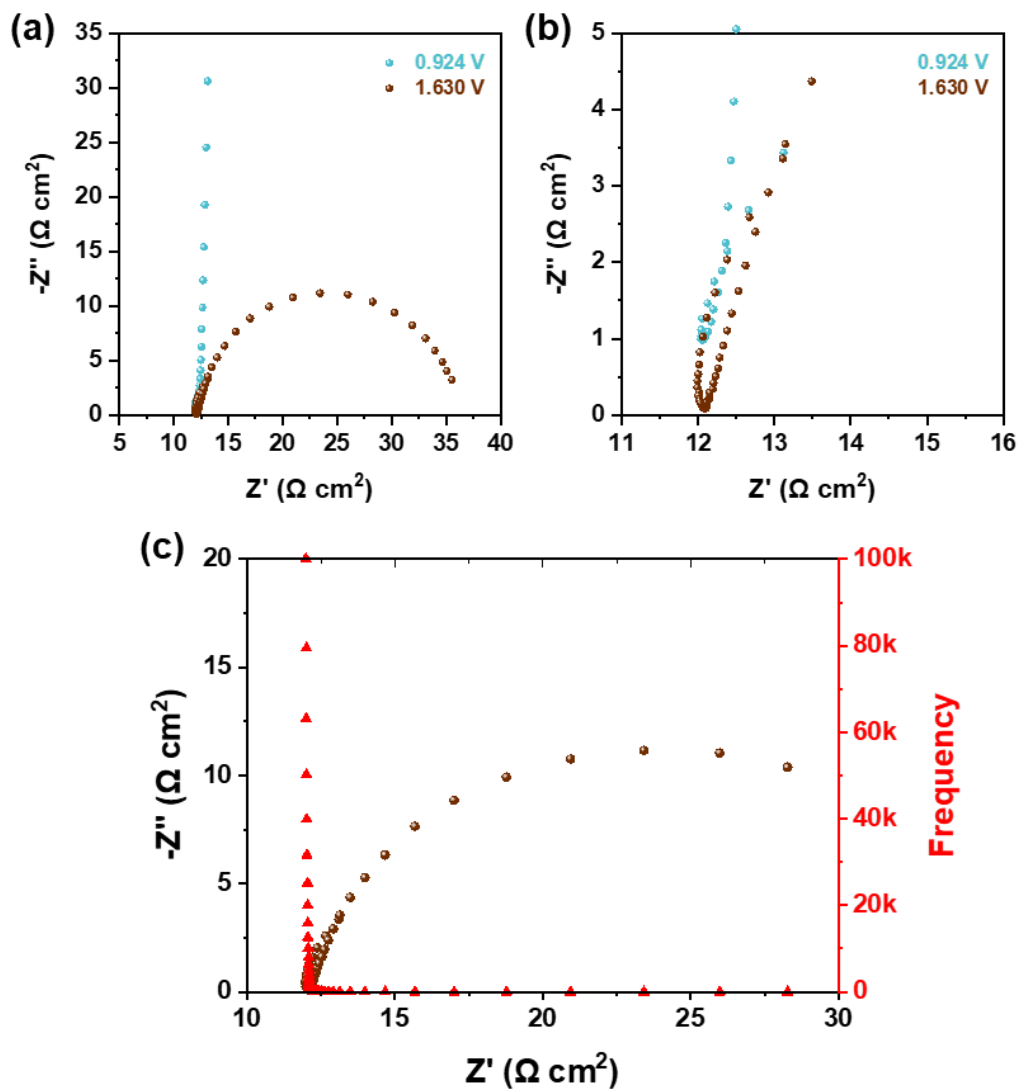 (a)
35
30
25
20
15
10
5
0
-Z" (Ω cm²)
0.924 V
1.630 V
5 10 15 20 25 30 35 40
Z' (Ω cm²)
(b)
5
4
3
2
1
0
-Z" (Ω cm²)
0.924 V
1.630 V
11 12 13 14 15 16
Z' (Ω cm²)
(c)
20
15
10
5
0
-Z" (Ω cm²)
100k
80k
60k
40k
20k
0
Frequency
10 15 20 25 30
Z' (Ω cm²)